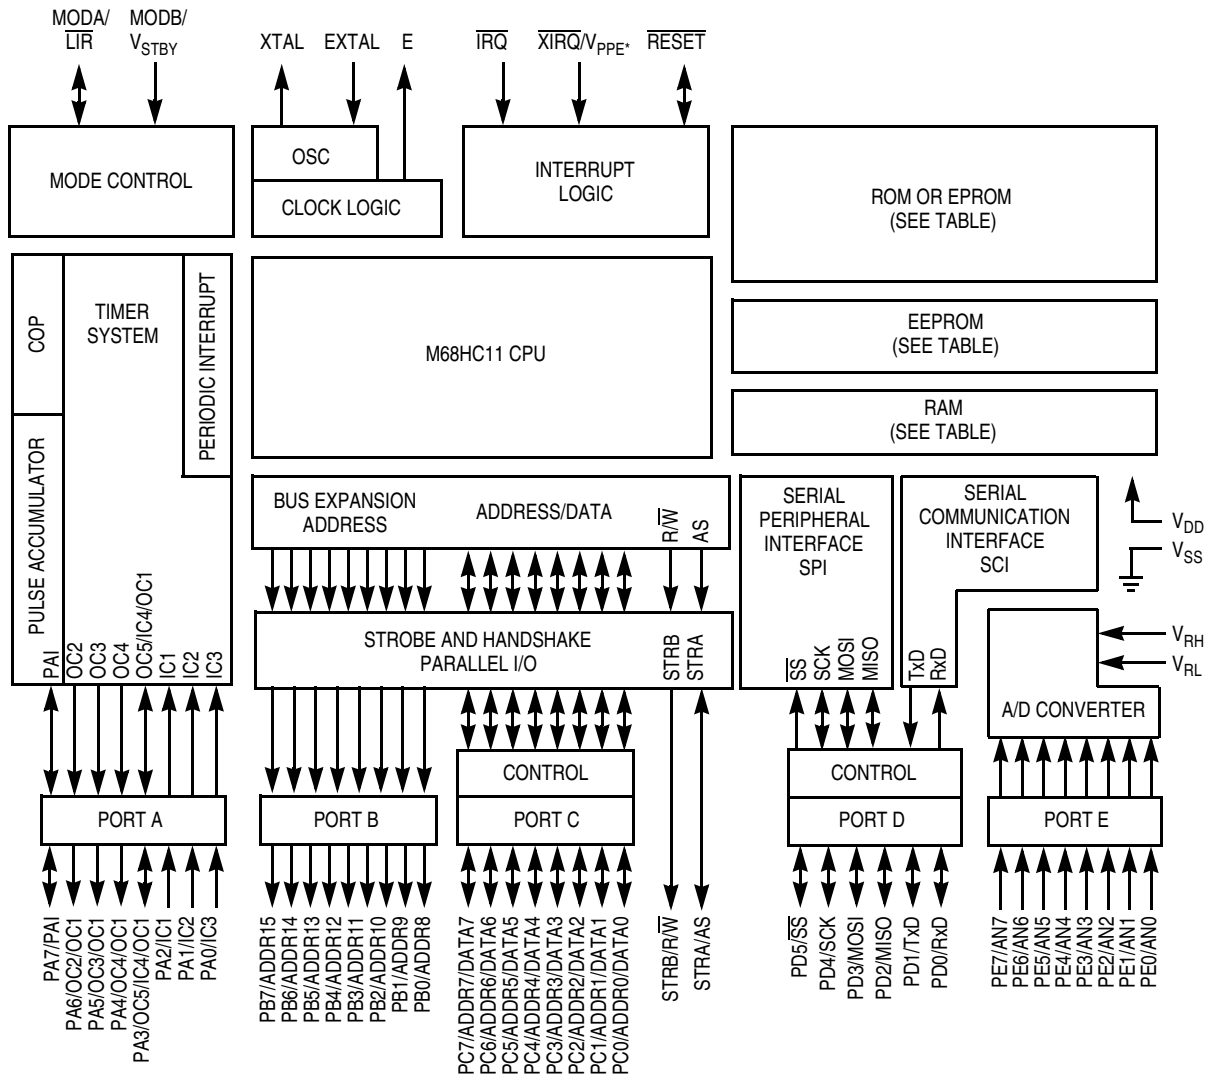 MODA/
LIR
MODB/
VSTBY
XTAL
EXTAL
E
IRQ
XIRQ/VPPE*
RESET
MODE CONTROL
OSC
CLOCK LOGIC
INTERRUPT
LOGIC
ROM OR EPROM
(SEE TABLE)
COP
TIMER
SYSTEM
PERIODIC INTERRUPT
M68HC11 CPU
EEPROM
(SEE TABLE)
RAM
(SEE TABLE)
PULSE ACCUMULATOR
BUS EXPANSION
ADDRESS
ADDRESS/DATA
R/W
AS
SERIAL
PERIPHERAL
INTERFACE
SPI
SERIAL
COMMUNICATION
INTERFACE
SCI
VDD
VSS
PAI
OC2
OC3
OC4
OC5/IC4/OC1
IC1
IC2
IC3
STROBE AND HANDSHAKE
PARALLEL I/O
STRB
STRA
SS
SCK
MOSI
MISO
TxD
RxD
VRH
VRL
A/D CONVERTER
CONTROL
CONTROL
PORT A
PORT B
PORT C
PORT D
PORT E
PA7/PAI
PA6/OC2/OC1
PA5/OC3/OC1
PA4/OC4/OC1
PA3/OC5/IC4/OC1
PA2/IC1
PA1/IC2
PA0/IC3
PB7/ADDR15
PB6/ADDR14
PB5/ADDR13
PB4/ADDR12
PB3/ADDR11
PB2/ADDR10
PB1/ADDR9
PB0/ADDR8
PC7/ADDR7/DATA7
PC6/ADDR6/DATA6
PC5/ADDR5/DATA5
PC4/ADDR4/DATA4
PC3/ADDR3/DATA3
PC2/ADDR2/DATA2
PC1/ADDR1/DATA1
PC0/ADDR0/DATA0
STRB/R/W
STRA/AS
PD5/SS
PD4/SCK
PD3/MOSI
PD2/MISO
PD1/TxD
PD0/RxD
PE7/AN7
PE6/AN6
PE5/AN5
PE4/AN4
PE3/AN3
PE2/AN2
PE1/AN1
PE0/AN0